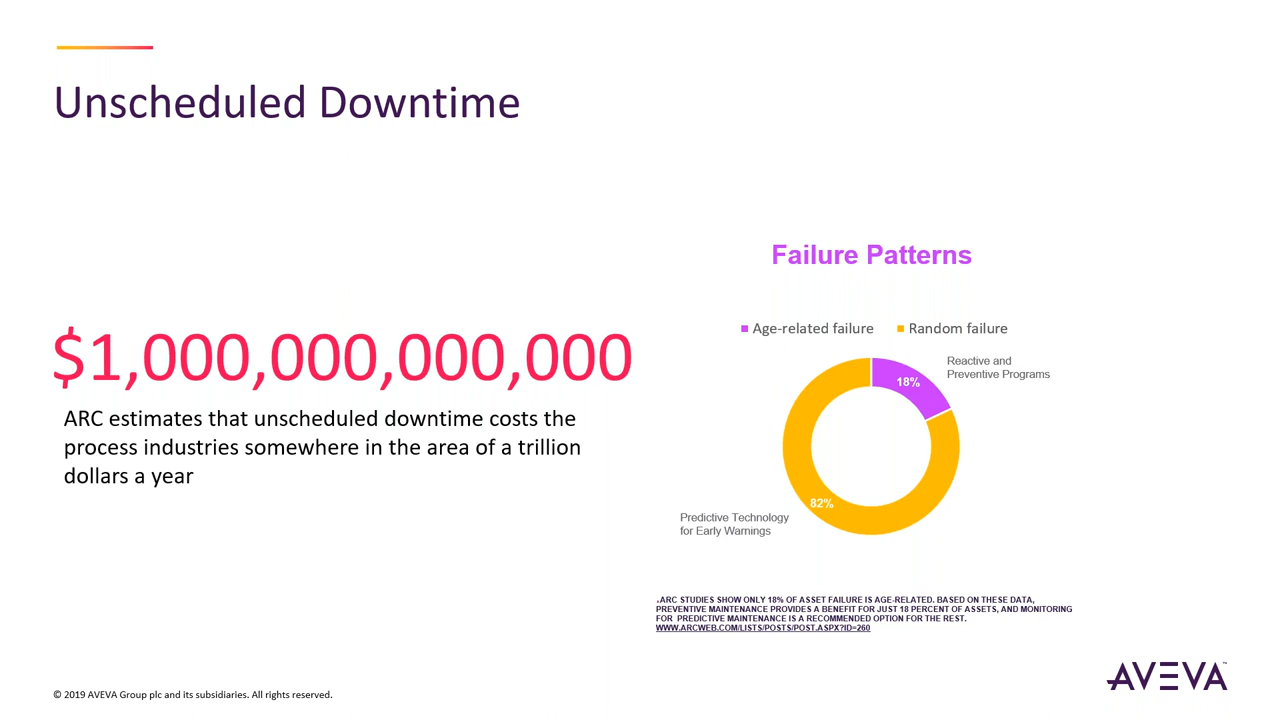 Unscheduled Downtime
$1,000,000,000,000
ARC estimates that unscheduled downtime costs the
process industries somewhere in the area of a trillion
dollars a year
Failure Patterns
Age-related failure
Random failure
Reactive and
Preventive Programs
18%
82%
Predictive Technology
for Early Warnings
.ARC STUDIES SHOW ONLY 18% OF ASSET FAILURE IS AGE-RELATED. BASED ON THESE DATA,
PREVENTIVE MAINTENANCE PROVIDES A BENEFIT FOR JUST 18 PERCENT OF ASSETS, AND MONITORING
FOR PREDICTIVE MAINTENANCE IS A RECOMMENDED OPTION FOR THE REST.
WWW.ARCWEB.COM/LISTS/POSTS/POST.ASPX?ID=260
© 2019 AVEVA Group plc and its subsidiaries. All rights reserved.
AVEVA™